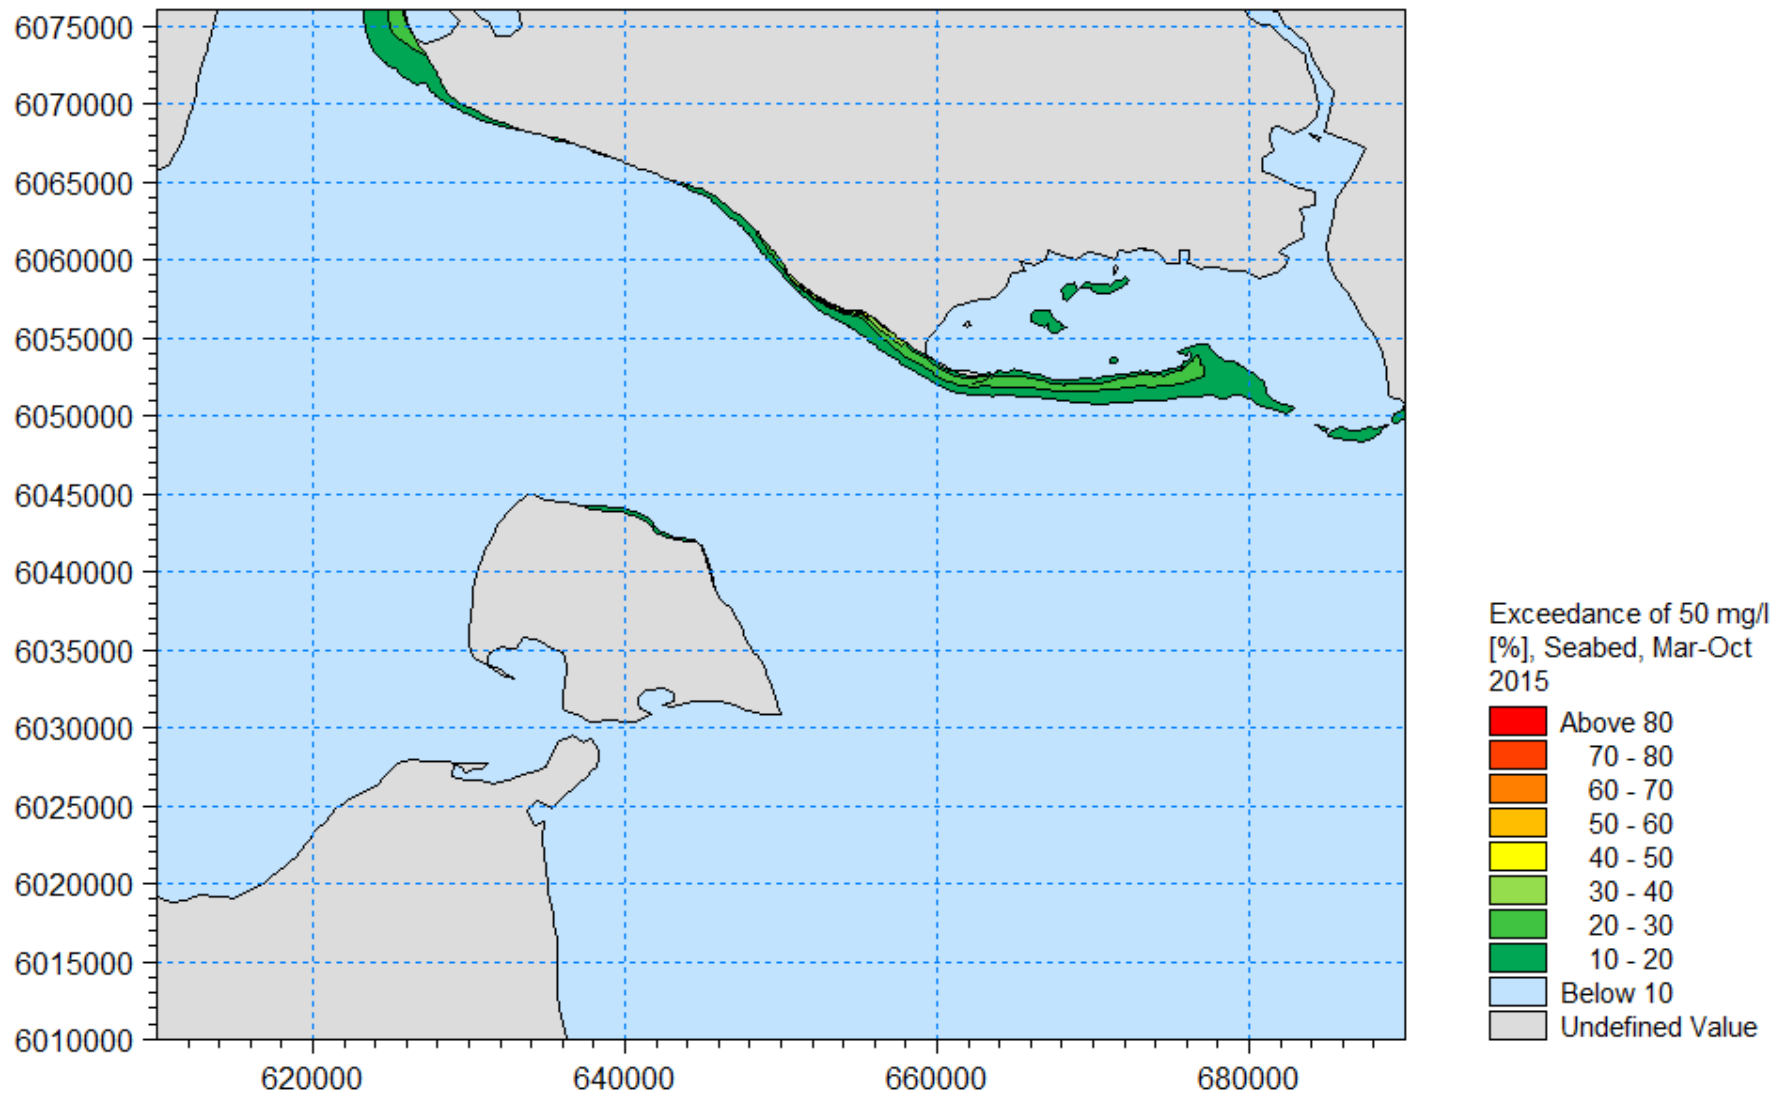 6075000
6070000
6065000
6060000
6055000
6050000
6045000
6040000
6035000
6030000
6025000
6020000
6015000
6010000
620000
640000
660000
680000
Exceedance of 50 mg/l
[%], Seabed, Mar-Oct
2015
Above 80
70 - 80
60 - 70
50 - 60
40 - 50
30 - 40
20 - 30
10 - 20
Below 10
Undefined Value